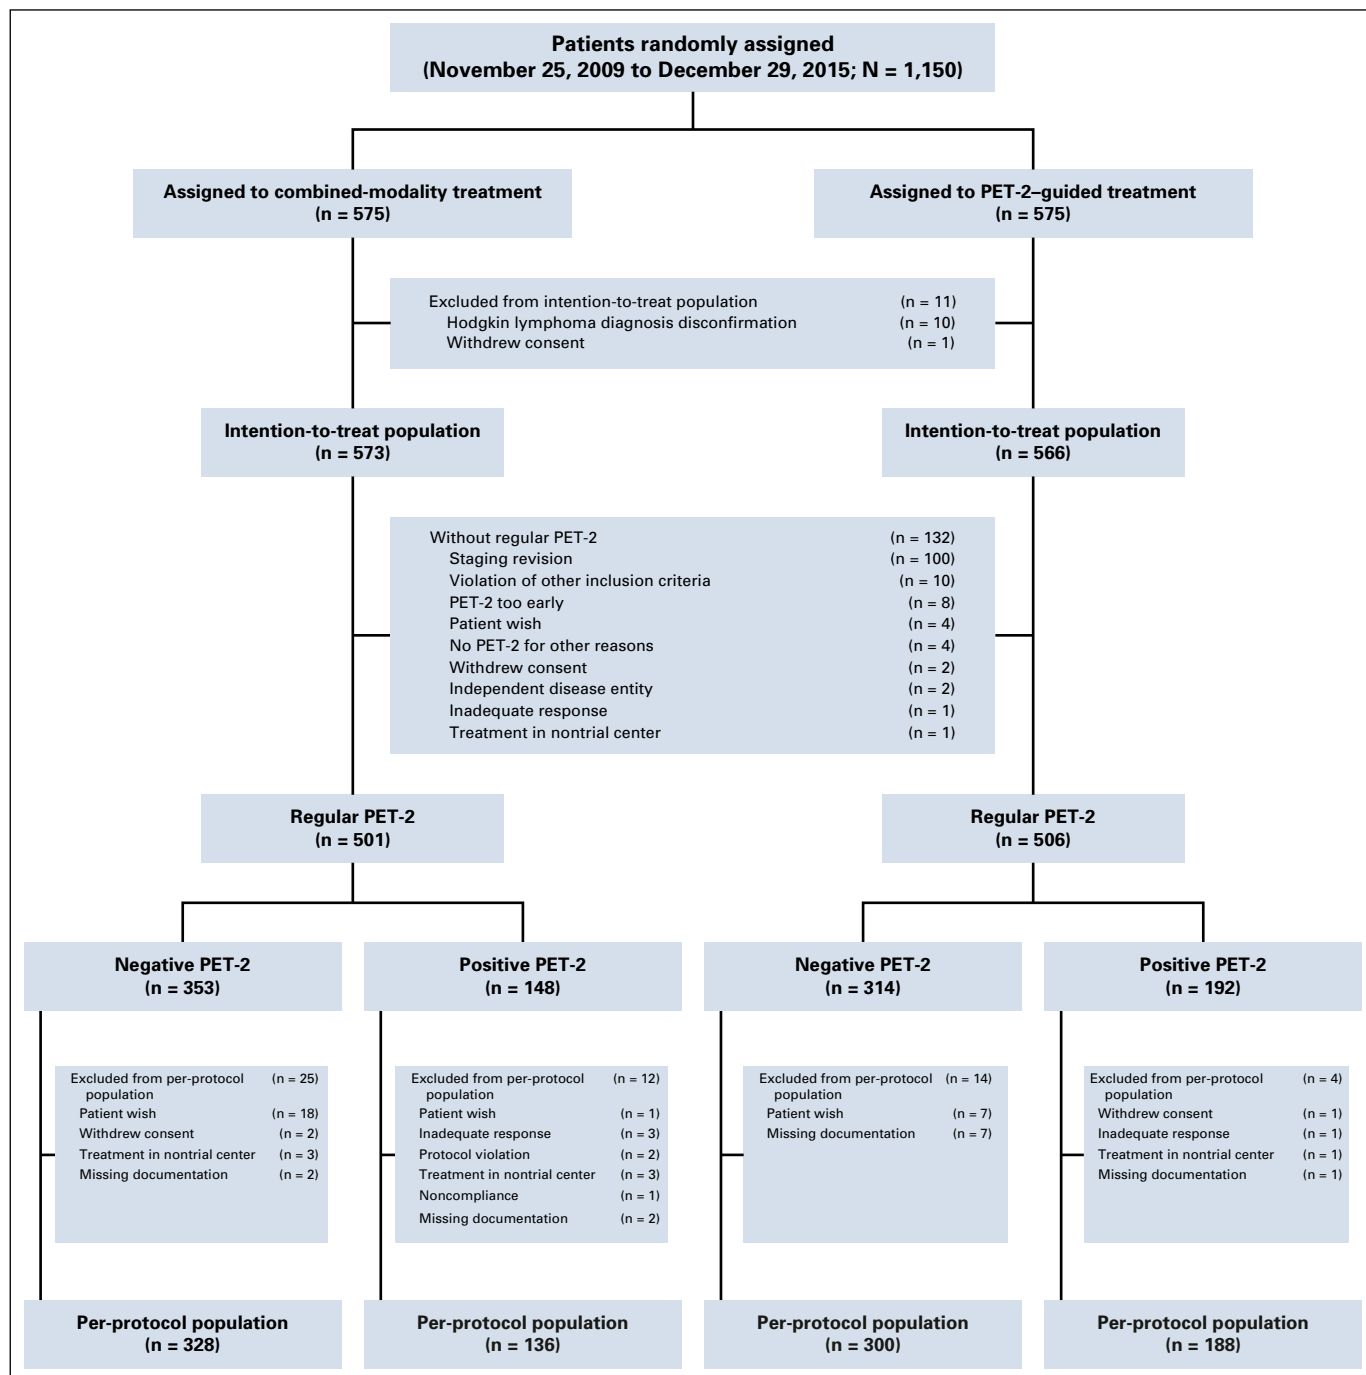 Patients randomly assigned
(November 25, 2009 to December 29, 2015; N = 1,150)
Assigned to combined-modality treatment
(n = 575)
Assigned to PET-2–guided treatment
(n = 575)
Excluded from intention-to-treat population (n = 11)
Hodgkin lymphoma diagnosis disconfirmation (n = 10)
Withdrew consent (n = 1)
Intention-to-treat population
(n = 573)
Intention-to-treat population
(n = 566)
Without regular PET-2 (n = 132)
Staging revision (n = 100)
Violation of other inclusion criteria (n = 10)
PET-2 too early (n = 8)
Patient wish (n = 4)
No PET-2 for other reasons (n = 4)
Withdrew consent (n = 2)
Independent disease entity (n = 2)
Inadequate response (n = 1)
Treatment in nontrial center (n = 1)
Regular PET-2
(n = 501)
Regular PET-2
(n = 506)
Negative PET-2
(n = 353)
Positive PET-2
(n = 148)
Negative PET-2
(n = 314)
Positive PET-2
(n = 192)
Excluded from per-protocol (n = 25)
population
Patient wish (n = 18)
Withdrew consent (n = 2)
Treatment in nontrial center (n = 3)
Missing documentation (n = 2)
Excluded from per-protocol (n = 12)
population
Patient wish (n = 1)
Inadequate response (n = 3)
Protocol violation (n = 2)
Treatment in nontrial center (n = 3)
Noncompliance (n = 1)
Missing documentation (n = 2)
Excluded from per-protocol (n = 14)
population
Patient wish (n = 7)
Missing documentation (n = 7)
Excluded from per-protocol (n = 4)
population
Withdrew consent (n = 1)
Inadequate response (n = 1)
Treatment in nontrial center (n = 1)
Missing documentation (n = 1)
Per-protocol population
(n = 328)
Per-protocol population
(n = 136)
Per-protocol population
(n = 300)
Per-protocol population
(n = 188)